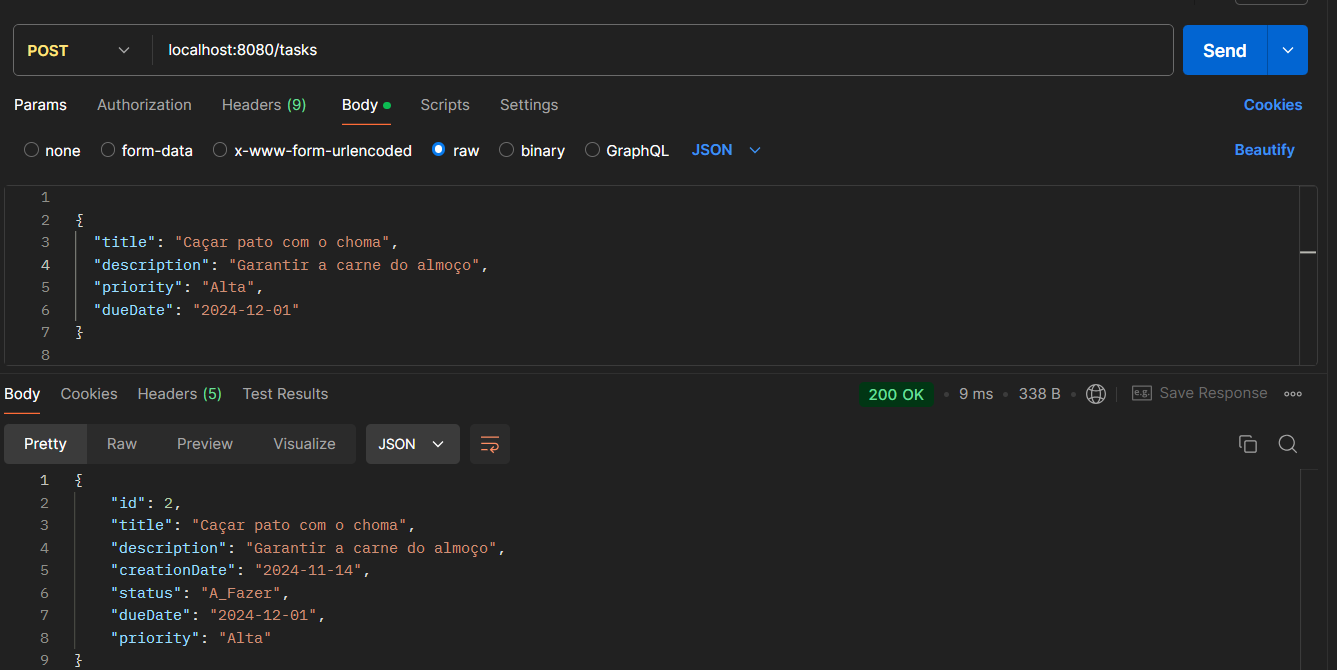 POST localhost:8080/tasks Send
Params Authorization Headers (9) Body Scripts Settings Cookies
none form-data x-www-form-urlencoded raw binary GraphQL JSON Beautify
1
2 {
3 "title": "Caçar pato com o choma",
4 "description": "Garantir a carne do almoço",
5 "priority": "Alta",
6 "dueDate": "2024-12-01"
7 }
8
Body Cookies Headers (5) Test Results 200 OK 9 ms 338 B e.g. Save Response
Pretty Raw Preview Visualize JSON
1 {
2 "id": 2,
3 "title": "Caçar pato com o choma",
4 "description": "Garantir a carne do almoço",
5 "creationDate": "2024-11-14",
6 "status": "A_Fazer",
7 "dueDate": "2024-12-01",
8 "priority": "Alta"
9 }